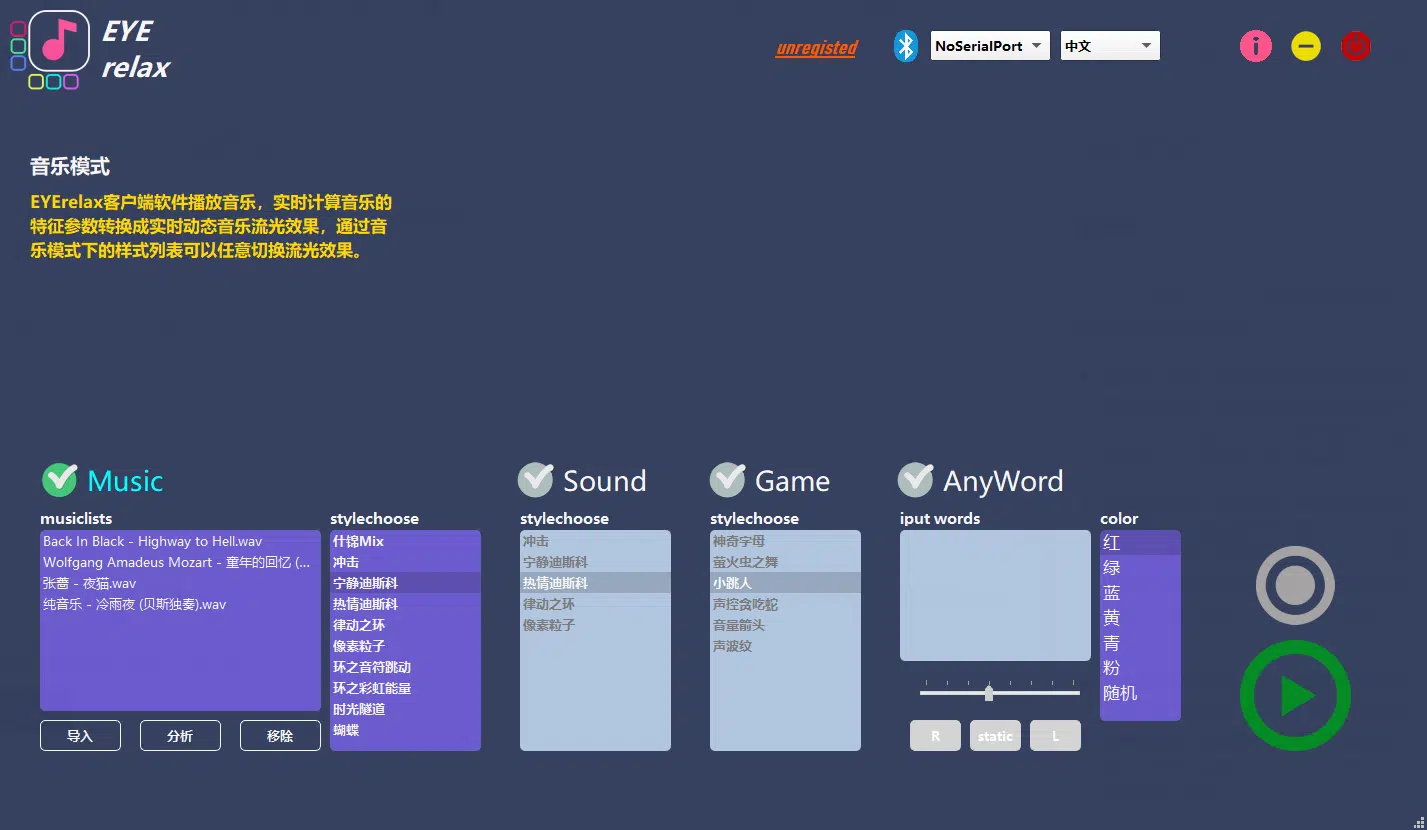 EYE
relax
unregisted
NoSerialPort
中文
音乐模式
EYErelax客户端软件播放音乐，实时计算音乐的
特征参数转换成实时动态音乐流光效果，通过音
乐模式下的样式列表可以任意切换流光效果。
Music
musiclists
Back In Black - Highway to Hell.wav
Wolfgang Amadeus Mozart - 童年的回忆 (...
张蔷 - 夜猫.wav
纯音乐 - 冷雨夜 (贝斯独奏).wav
导入
分析
移除
stylechoose
什锦Mix
冲击
宁静迪斯科
热情迪斯科
律动之环
像素粒子
环之音符跳动
环之彩虹能量
时光隧道
蝴蝶
Sound
stylechoose
冲击
宁静迪斯科
热情迪斯科
律动之环
像素粒子
Game
stylechoose
神奇字母
萤火虫之舞
小跳人
声控贪吃蛇
音量箭头
声波纹
AnyWord
iput words
R
static
L
color
红
绿
蓝
黄
青
粉
随机